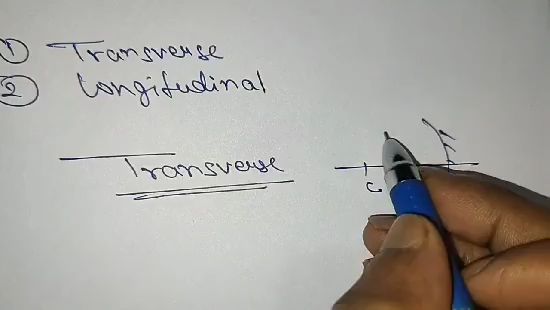 ① Transverse
② Longitudinal
Transverse
C